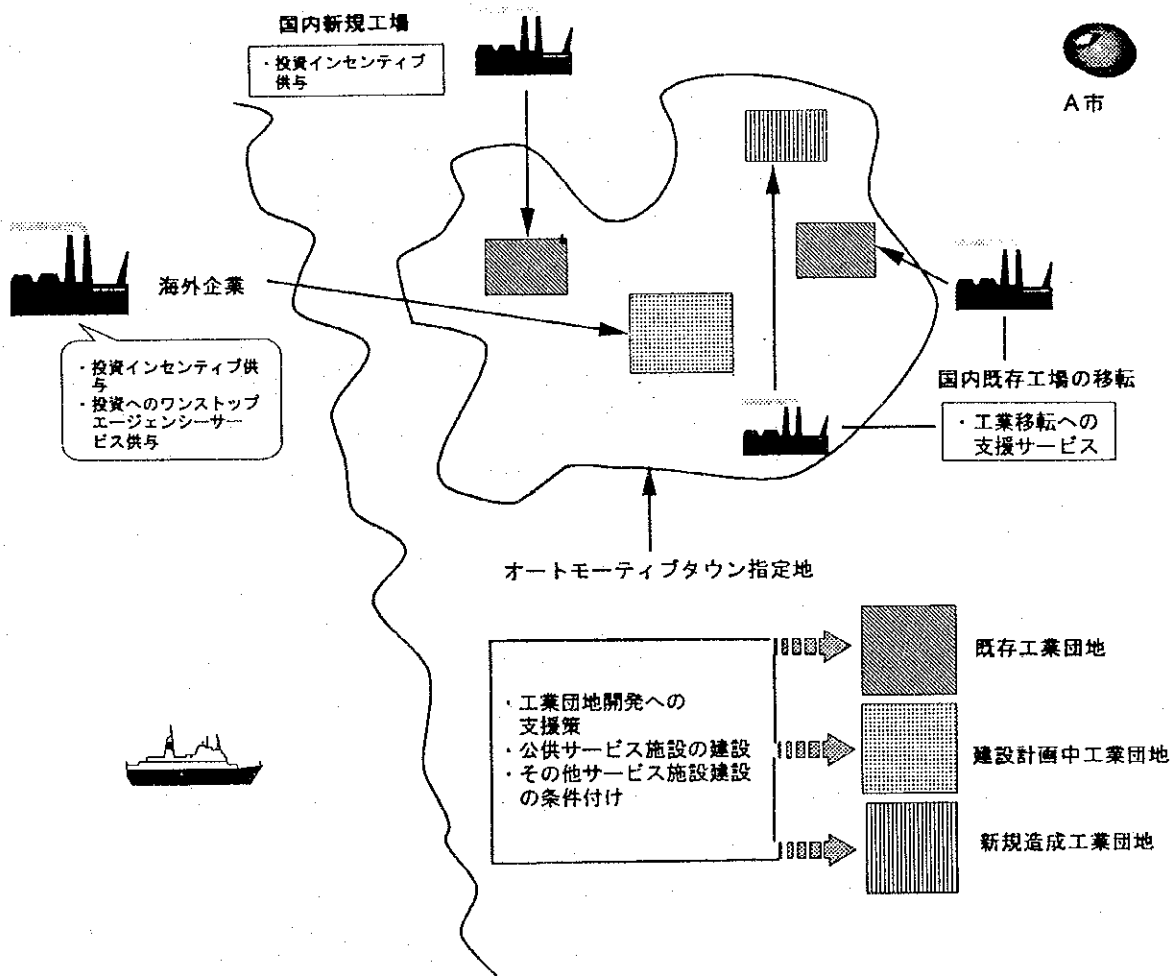 国内新規工場
・投資インセンティブ
供与
A市
海外企業
・投資インセンティブ供
与
・投資へのワンストップ
エージェンシーサー
ビス供与
国内既存工場の移転
・工業移転への
支援サービス
オートモーティブタウン指定地
・工業団地開発への
支援策
・公供サービス施設の建設
・その他サービス施設建設
の条件付け
既存工業団地
建設計画中工業団地
新規造成工業団地